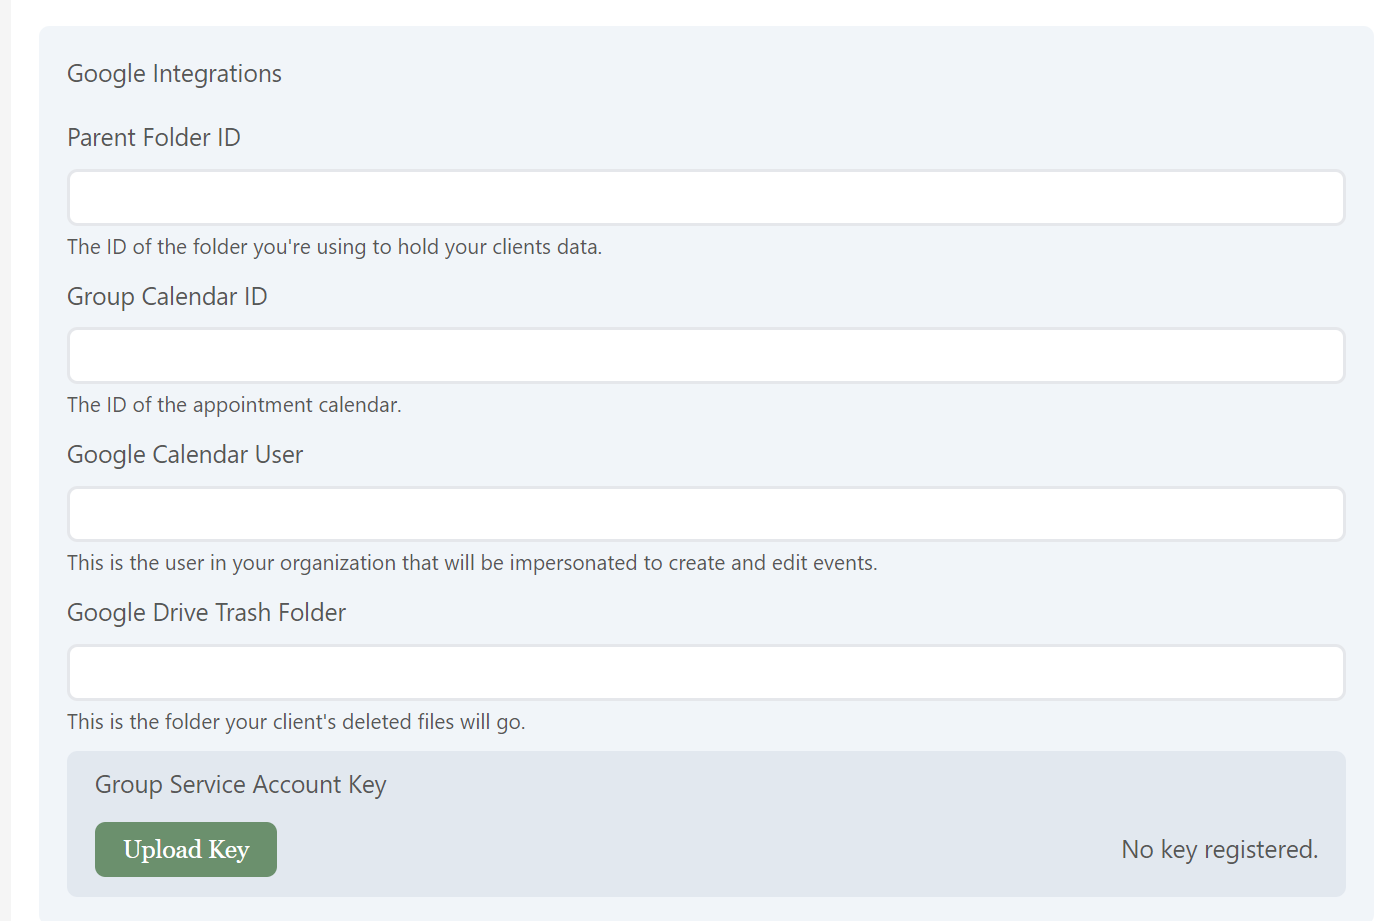 Google Integrations
Parent Folder ID
The ID of the folder you're using to hold your clients data.
Group Calendar ID
The ID of the appointment calendar.
Google Calendar User
This is the user in your organization that will be impersonated to create and edit events.
Google Drive Trash Folder
This is the folder your client's deleted files will go.
Group Service Account Key
Upload Key
No key registered.